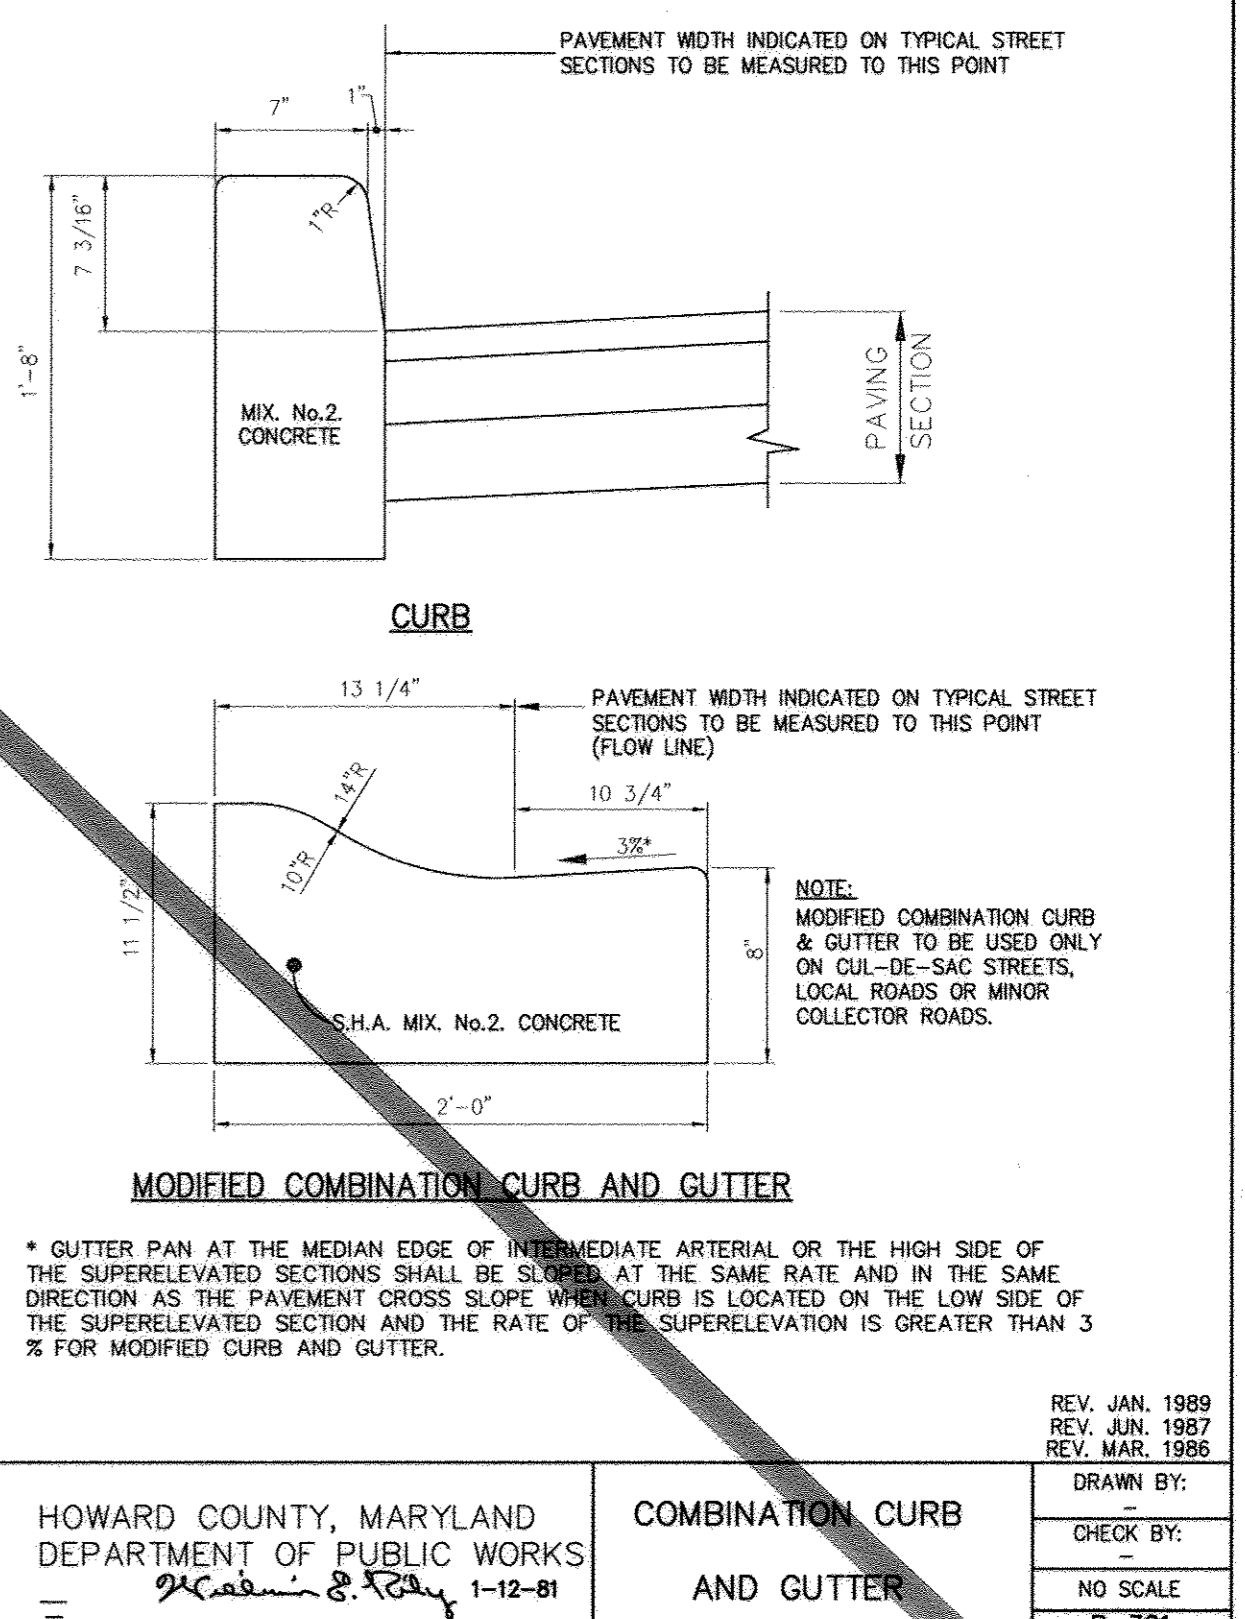 PAVEMENT WIDTH INDICATED ON TYPICAL STREET
SECTIONS TO BE MEASURED TO THIS POINT
7"
1"
1"R
7 3/16"
1'-8"
MIX. No.2.
CONCRETE
PAVING
SECTION
CURB
13 1/4"
PAVEMENT WIDTH INDICATED ON TYPICAL STREET
SECTIONS TO BE MEASURED TO THIS POINT
(FLOW LINE)
14"R
10"R
10 3/4"
3%*
11 1/2"
8"
NOTE:
MODIFIED COMBINATION CURB
& GUTTER TO BE USED ONLY
ON CUL-DE-SAC STREETS,
LOCAL ROADS OR MINOR
COLLECTOR ROADS.
S.H.A. MIX. No.2. CONCRETE
2'-0"
MODIFIED COMBINATION CURB AND GUTTER
* GUTTER PAN AT THE MEDIAN EDGE OF INTERMEDIATE ARTERIAL OR THE HIGH SIDE OF
THE SUPERELEVATED SECTIONS SHALL BE SLOPED AT THE SAME RATE AND IN THE SAME
DIRECTION AS THE PAVEMENT CROSS SLOPE WHEN CURB IS LOCATED ON THE LOW SIDE OF
THE SUPERELEVATED SECTION AND THE RATE OF THE SUPERELEVATION IS GREATER THAN 3
% FOR MODIFIED CURB AND GUTTER.
REV. JAN. 1989
REV. JUN. 1987
REV. MAR. 1986
HOWARD COUNTY, MARYLAND
DEPARTMENT OF PUBLIC WORKS
1-12-81
COMBINATION CURB
AND GUTTER
DRAWN BY:
–
CHECK BY:
–
NO SCALE